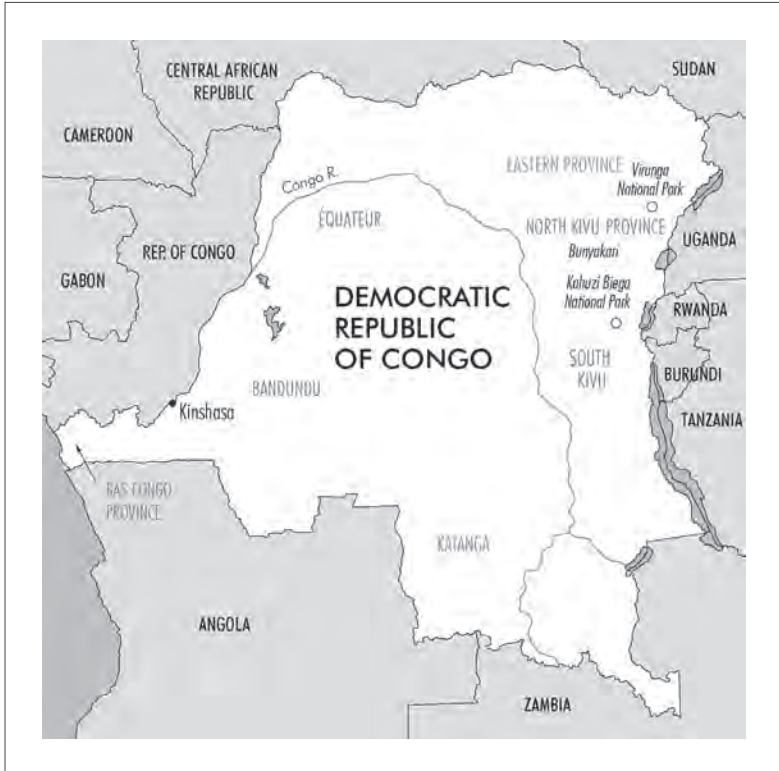 CENTRAL AFRICAN
REPUBLIC
SUDAN
CAMEROON
EASTERN PROVINCE
Virunga
National Park
Congo R.
ÉQUATEUR
NORTH KIVU PROVINCE
REP. OF CONGO
Bunyakari
UGANDA
GABON
Kahuzi Biega
National Park
DEMOCRATIC
REPUBLIC
OF CONGO
RWANDA
SOUTH
KIVU
BURUNDI
BANDUNDU
Kinshasa
TANZANIA
BAS CONGO
PROVINCE
KATANGA
ANGOLA
ZAMBIA